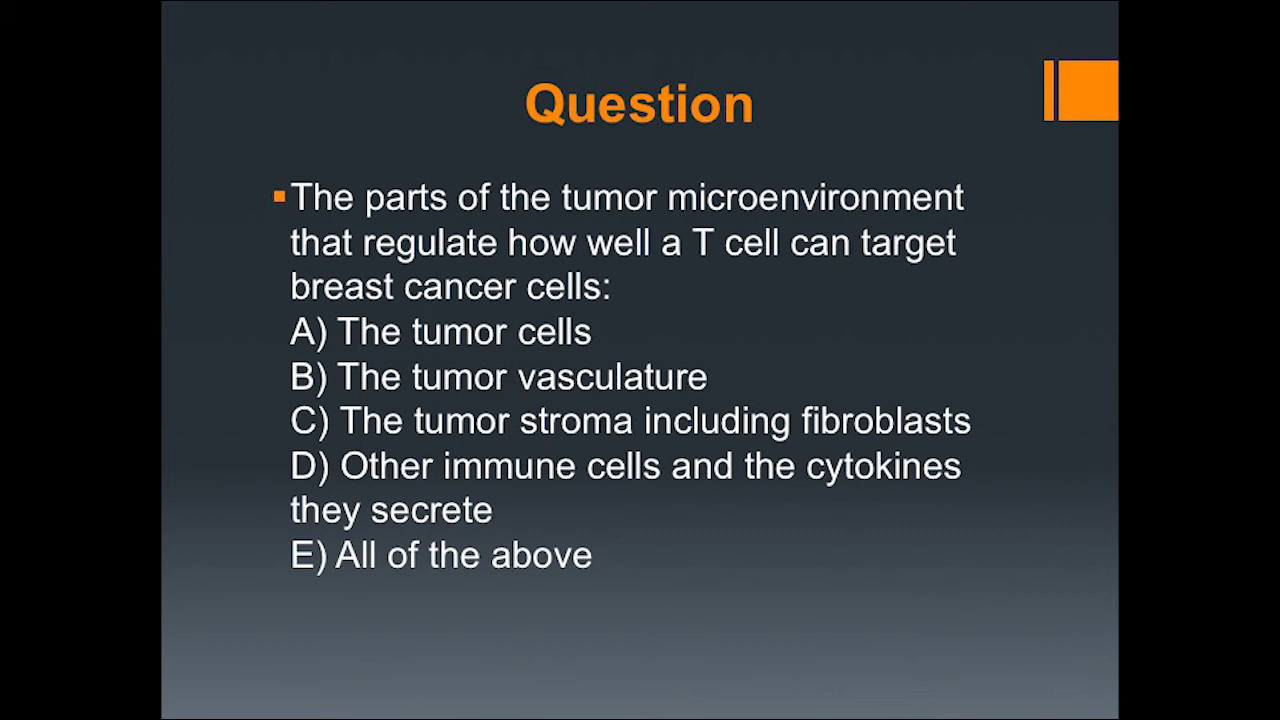 Question
The parts of the tumor microenvironment
that regulate how well a T cell can target
breast cancer cells:
A) The tumor cells
B) The tumor vasculature
C) The tumor stroma including fibroblasts
D) Other immune cells and the cytokines
they secrete
E) All of the above